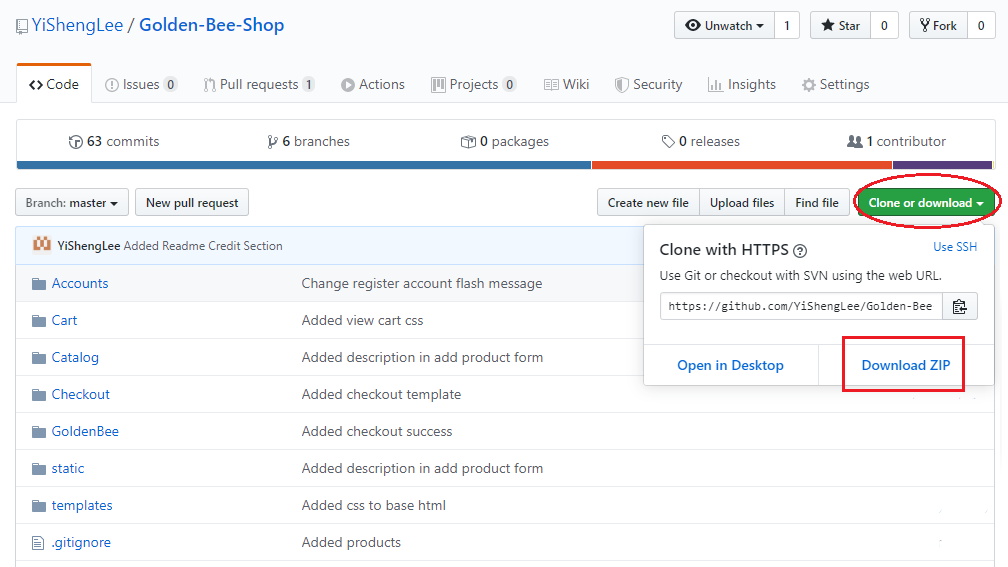 YiShengLee / Golden-Bee-Shop
Unwatch 1 Star 0 Fork 0
Code Issues 0 Pull requests 1 Actions Projects 0 Wiki Security Insights Settings
63 commits 6 branches 0 packages 0 releases 1 contributor
Branch: master New pull request Create new file Upload files Find file Clone or download
YiShengLee Added Readme Credit Section
Clone with HTTPS ? Use SSH
Use Git or checkout with SVN using the web URL.
https://github.com/YiShengLee/Golden-Bee
Open in Desktop Download ZIP
Accounts Change register account flash message
Cart Added view cart css
Catalog Added description in add product form
Checkout Added checkout template
GoldenBee Added checkout success
static Added description in add product form
templates Added css to base html
.gitignore Added products